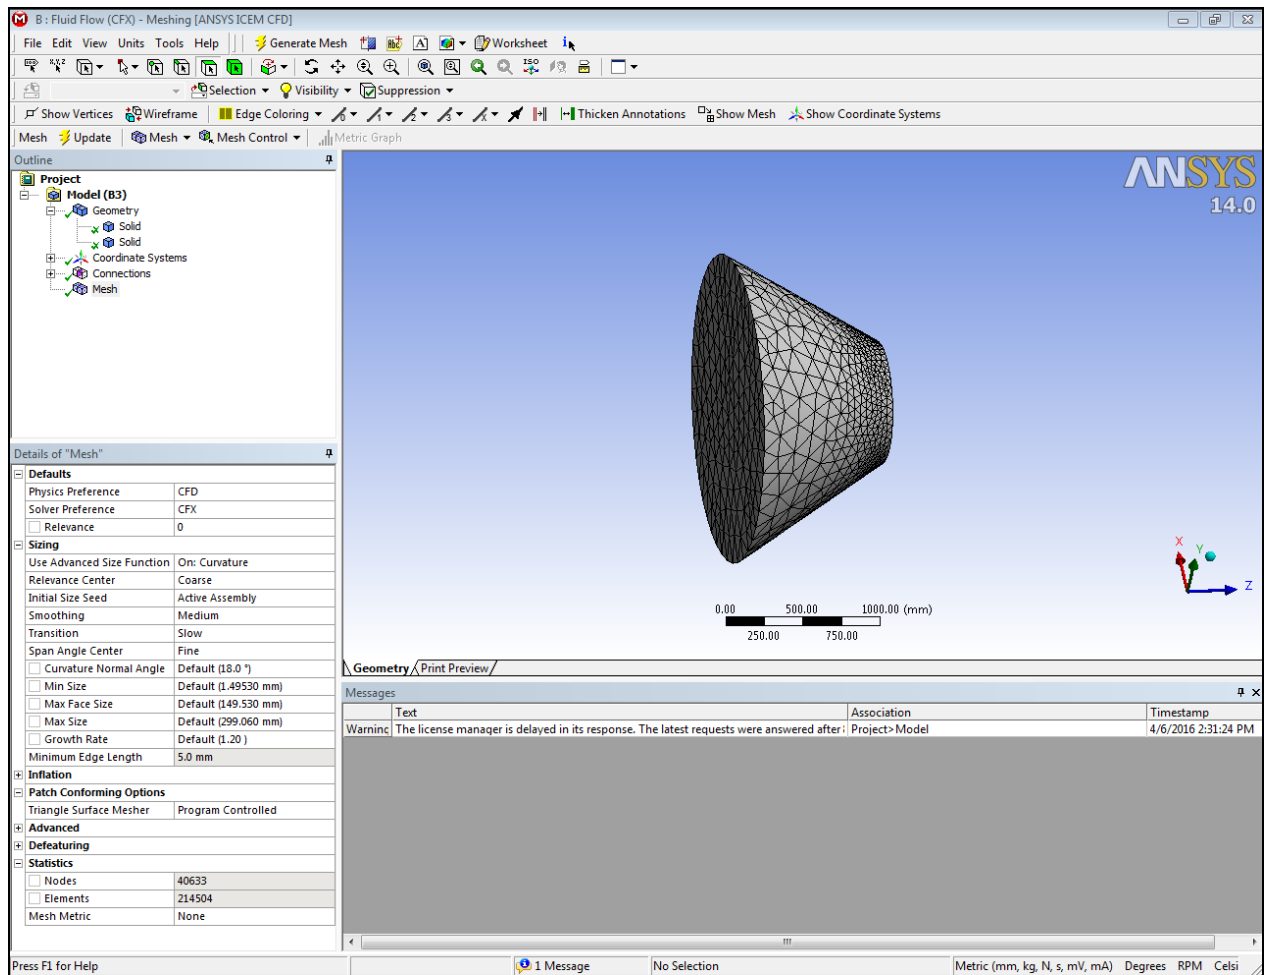 B : Fluid Flow (CFX) - Meshing [ANSYS ICEM CFD]
File Edit View Units Tools Help Generate Mesh Worksheet
Selection Visibility Suppression
Show Vertices Wireframe Edge Coloring Thicken Annotations Show Mesh Show Coordinate Systems
Mesh Update Mesh Mesh Control Metric Graph
Outline
Project
Model (B3)
Geometry
Solid
Solid
Coordinate Systems
Connections
Mesh
Details of "Mesh"
Defaults
Physics Preference CFD
Solver Preference CFX
Relevance 0
Sizing
Use Advanced Size Function On: Curvature
Relevance Center Coarse
Initial Size Seed Active Assembly
Smoothing Medium
Transition Slow
Span Angle Center Fine
Curvature Normal Angle Default (18.0 °)
Min Size Default (1.49530 mm)
Max Face Size Default (149.530 mm)
Max Size Default (299.060 mm)
Growth Rate Default (1.20 )
Minimum Edge Length 5.0 mm
Inflation
Patch Conforming Options
Triangle Surface Mesher Program Controlled
Advanced
Defeaturing
Statistics
Nodes 40633
Elements 214504
Mesh Metric None
ANSYS
14.0
X
Y
Z
0.00 500.00 1000.00 (mm)
250.00 750.00
Geometry Print Preview
Messages
Text Association Timestamp
Warning The license manager is delayed in its response. The latest requests were answered after Project>Model 4/6/2016 2:31:24 PM
Press F1 for Help 1 Message No Selection Metric (mm, kg, N, s, mV, mA) Degrees RPM Celsi